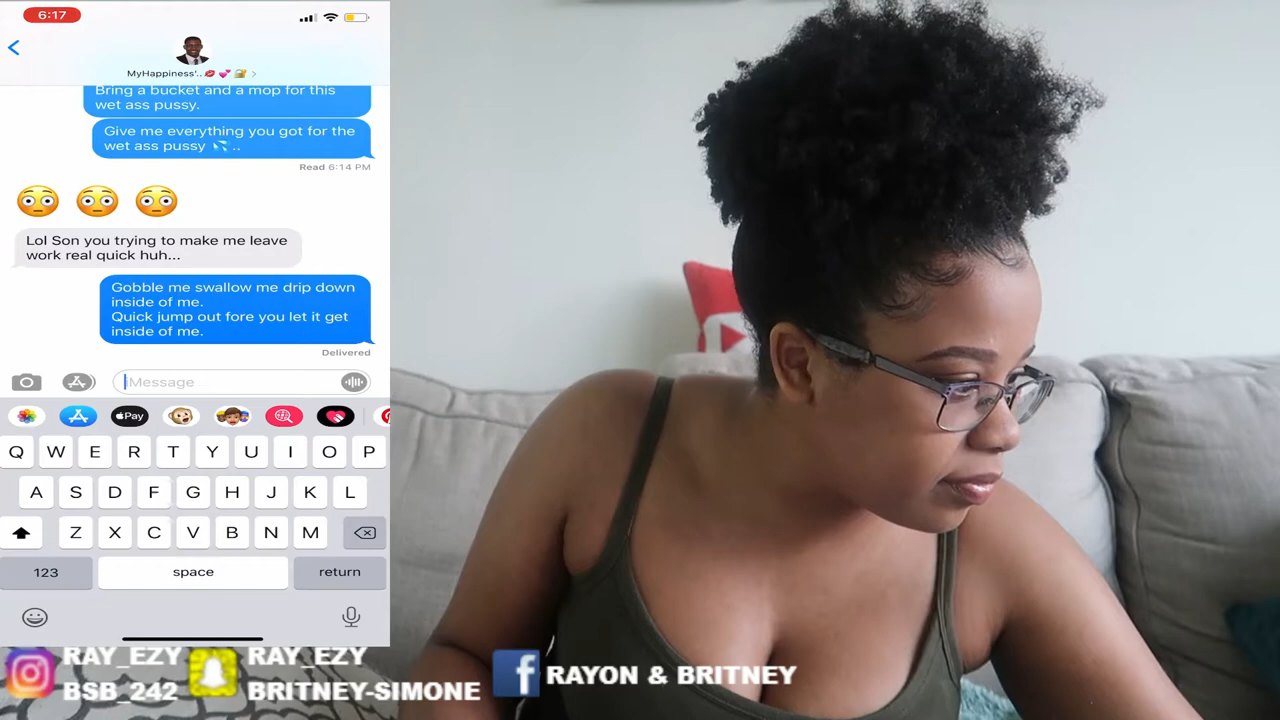 6:17
MyHappiness'..💋 💕 🔐 >
Bring a bucket and a mop for this
wet ass pussy.
Give me everything you got for the
wet ass pussy 💦..
Read 6:14 PM
😳 😳 😳
Lol Son you trying to make me leave
work real quick huh...
Gobble me swallow me drip down
inside of me.
Quick jump out fore you let it get
inside of me.
Delivered
Message
Pay
Q W E R T Y U I O P
A S D F G H J K L
Z X C V B N M
123 space return
RAY_EZY
BSB_242
RAY_EZY
BRITNEY-SIMONE
f RAYON & BRITNEY